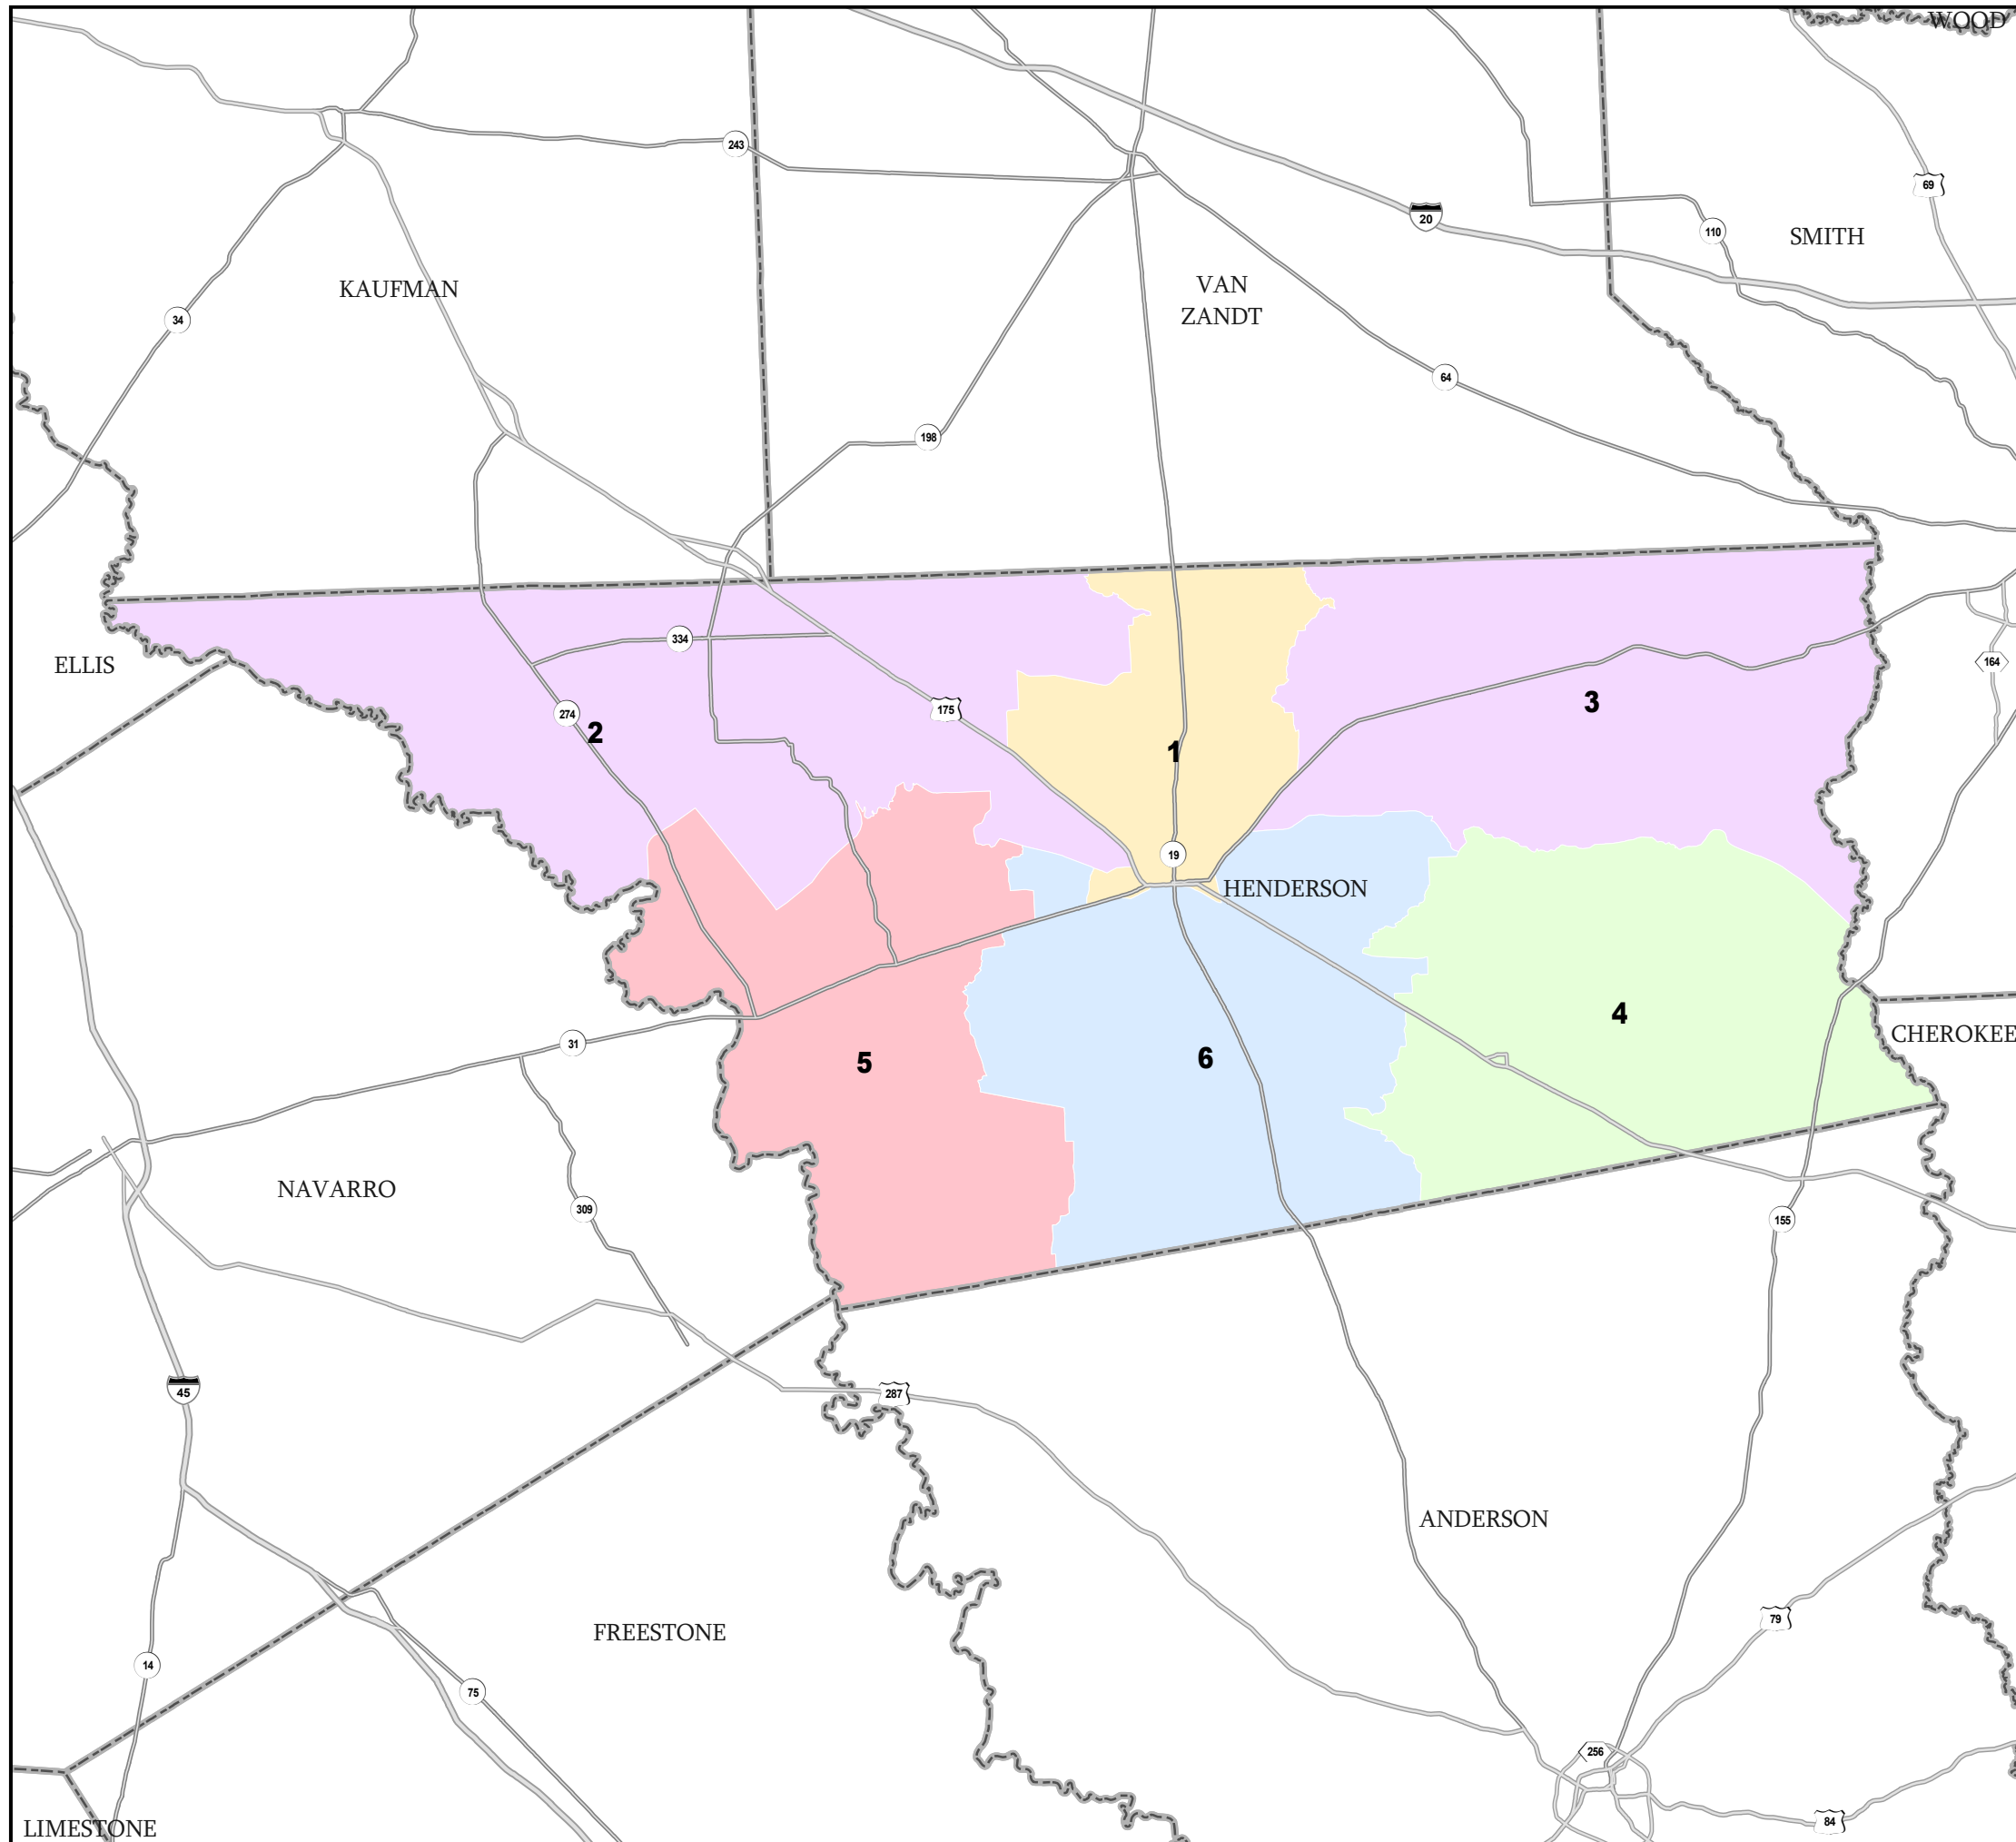 WOOD
243
69
20
110
SMITH
KAUFMAN
VAN
ZANDT
34
64
198
334
ELLIS
164
175
3
274
2
1
19
HENDERSON
4
CHEROKEE
31
5
6
NAVARRO
309
155
45
287
ANDERSON
79
FREESTONE
14
75
256
84
LIMESTONE